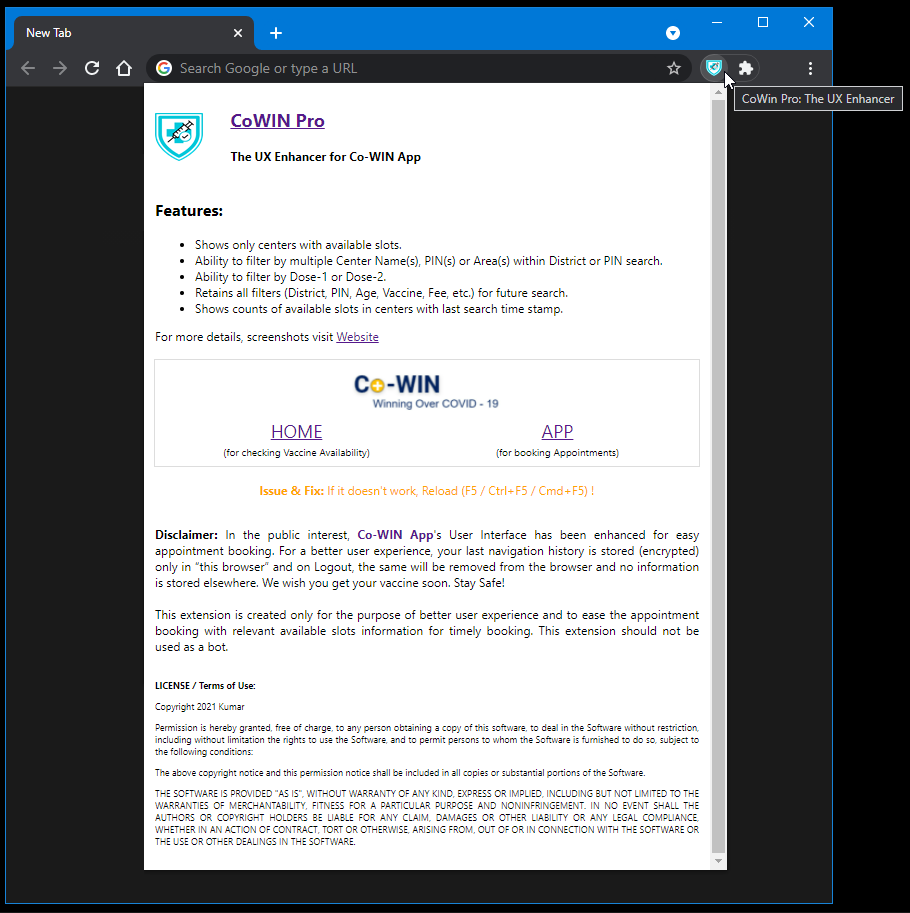 New Tab
Search Google or type a URL
CoWin Pro: The UX Enhancer
CoWIN Pro
The UX Enhancer for Co-WIN App
Features:
Shows only centers with available slots.
Ability to filter by multiple Center Name(s), PIN(s) or Area(s) within District or PIN search.
Ability to filter by Dose-1 or Dose-2.
Retains all filters (District, PIN, Age, Vaccine, Fee, etc.) for future search.
Shows counts of available slots in centers with last search time stamp.
For more details, screenshots visit Website
Co-WIN
Winning Over COVID - 19
HOME APP
(for checking Vaccine Availability) (for booking Appointments)
Issue & Fix: If it doesn't work, Reload (F5 / Ctrl+F5 / Cmd+F5) !
Disclaimer: In the public interest, Co-WIN App's User Interface has been enhanced for easy
appointment booking. For a better user experience, your last navigation history is stored (encrypted)
only in “this browser” and on Logout, the same will be removed from the browser and no information
is stored elsewhere. We wish you get your vaccine soon. Stay Safe!
This extension is created only for the purpose of better user experience and to ease the appointment
booking with relevant available slots information for timely booking. This extension should not be
used as a bot.
LICENSE / Terms of Use:
Copyright 2021 Kumar
Permission is hereby granted, free of charge, to any person obtaining a copy of this software, to deal in the Software without restriction,
including without limitation the rights to use the Software, and to permit persons to whom the Software is furnished to do so, subject to
the following conditions:
The above copyright notice and this permission notice shall be included in all copies or substantial portions of the Software.
THE SOFTWARE IS PROVIDED "AS IS", WITHOUT WARRANTY OF ANY KIND, EXPRESS OR IMPLIED, INCLUDING BUT NOT LIMITED TO THE
WARRANTIES OF MERCHANTABILITY, FITNESS FOR A PARTICULAR PURPOSE AND NONINFRINGEMENT. IN NO EVENT SHALL THE
AUTHORS OR COPYRIGHT HOLDERS BE LIABLE FOR ANY CLAIM, DAMAGES OR OTHER LIABILITY OR ANY LEGAL COMPLIANCE,
WHETHER IN AN ACTION OF CONTRACT, TORT OR OTHERWISE, ARISING FROM, OUT OF OR IN CONNECTION WITH THE SOFTWARE OR
THE USE OR OTHER DEALINGS IN THE SOFTWARE.